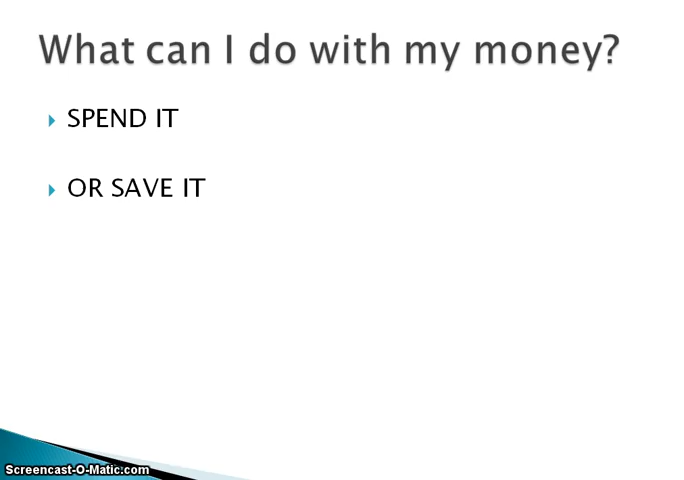 What can I do with my money?
SPEND IT
OR SAVE IT
Screencast-O-Matic.com